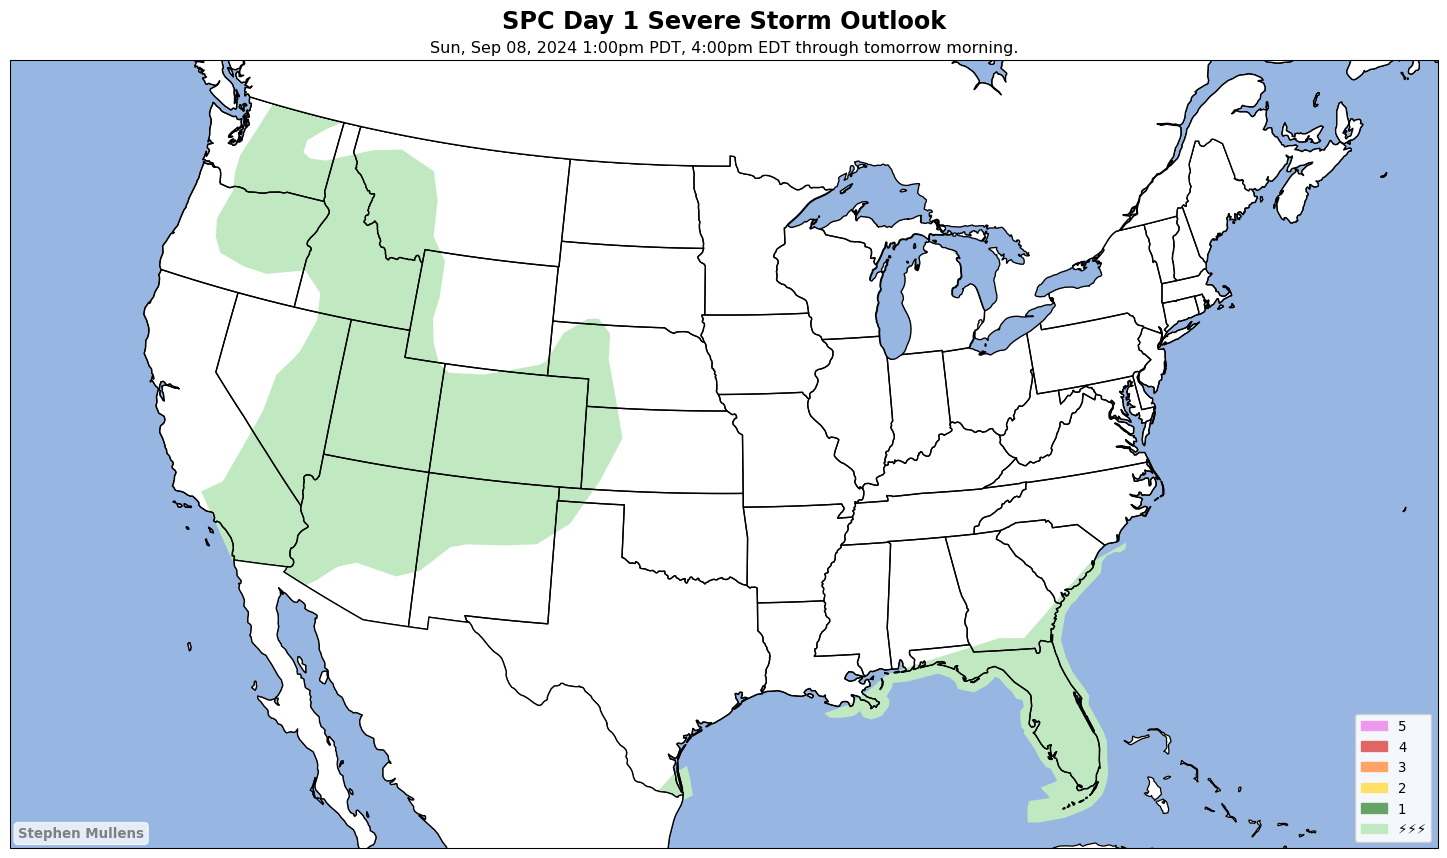 SPC Day 1 Severe Storm Outlook
Sun, Sep 08, 2024 1:00pm PDT, 4:00pm EDT through tomorrow morning.
5
4
3
2
1
⚡⚡⚡
Stephen Mullens